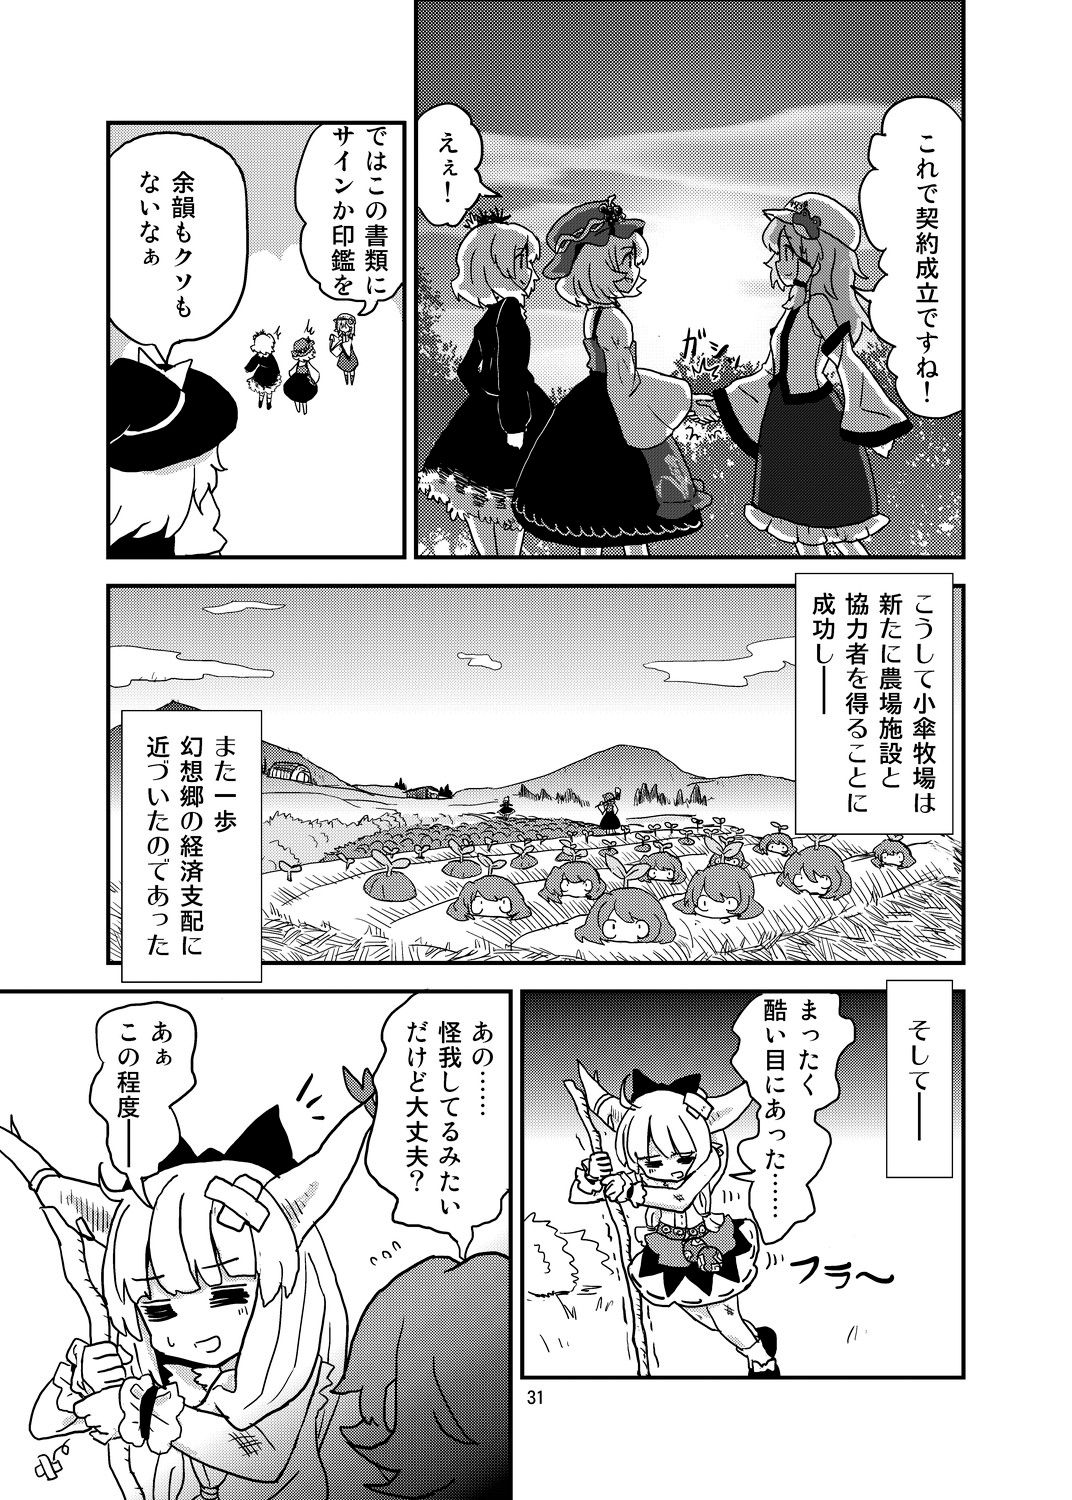 これで契約成立ですね!
ガシッ
ええ!
ではこの書類に
サインか印鑑を
余韻もクソも
ないなぁ
こうして小傘牧場は
新たに農場施設と
協力者を得ることに
成功し――
また一歩
幻想郷の経済支配に
近づいたのであった
そして――
まったく
酷い目にあった……
フラ〜
あの……
怪我してるみたい
だけど大丈夫?
あぁ
この程度――
31